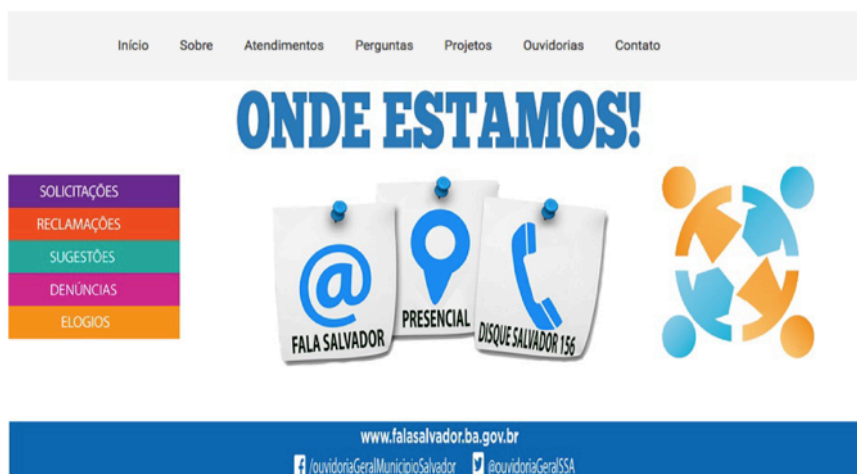 Início Sobre Atendimentos Perguntas Projetos Ouvidorias Contato
ONDE ESTAMOS!
SOLICITAÇÕES
RECLAMAÇÕES
SUGESTÕES
DENÚNCIAS
ELOGIOS
@
FALA SALVADOR
PRESENCIAL
DISQUE SALVADOR 156
www.falasalvador.ba.gov.br
/ouvidoriaGeralMunicipioSalvador @ouvidoriaGeralSSA